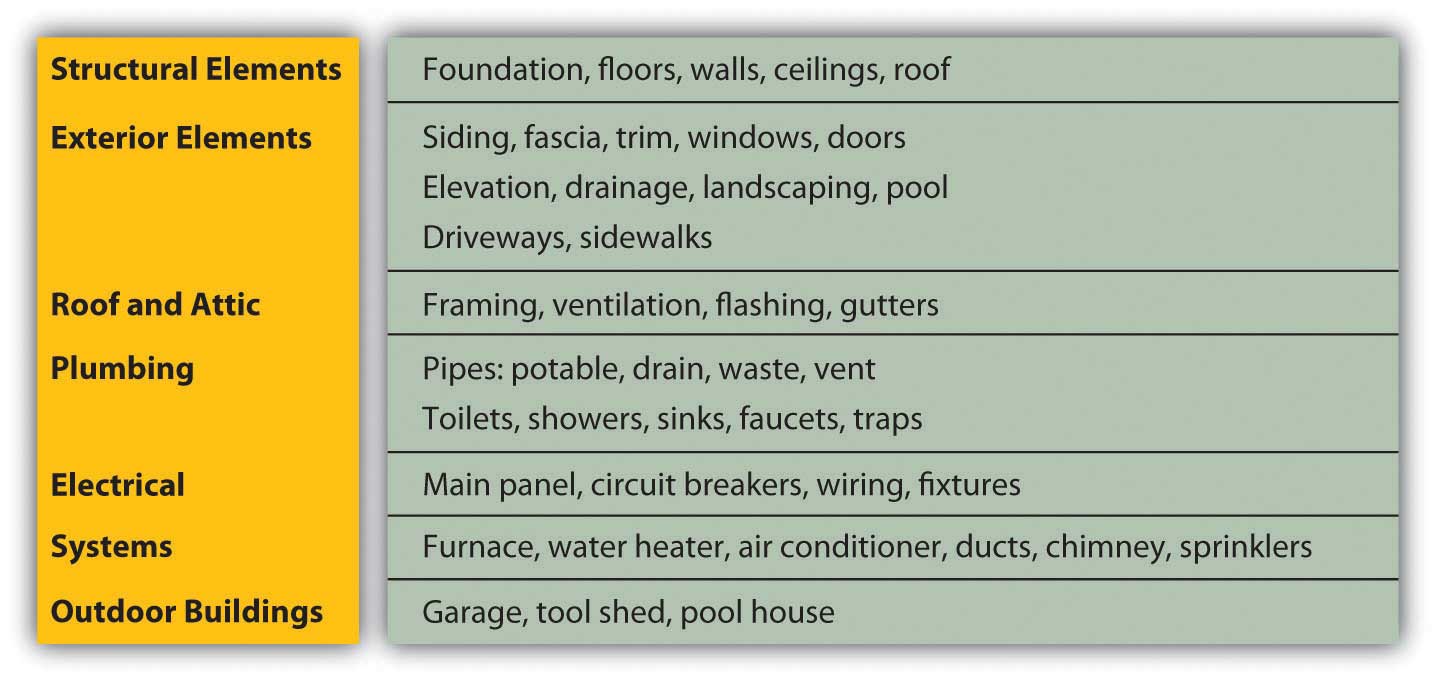 Structural Elements Foundation, floors, walls, ceilings, roof
Exterior Elements Siding, fascia, trim, windows, doors
Elevation, drainage, landscaping, pool
Driveways, sidewalks
Roof and Attic Framing, ventilation, flashing, gutters
Plumbing Pipes: potable, drain, waste, vent
Toilets, showers, sinks, faucets, traps
Electrical Main panel, circuit breakers, wiring, fixtures
Systems Furnace, water heater, air conditioner, ducts, chimney, sprinklers
Outdoor Buildings Garage, tool shed, pool house